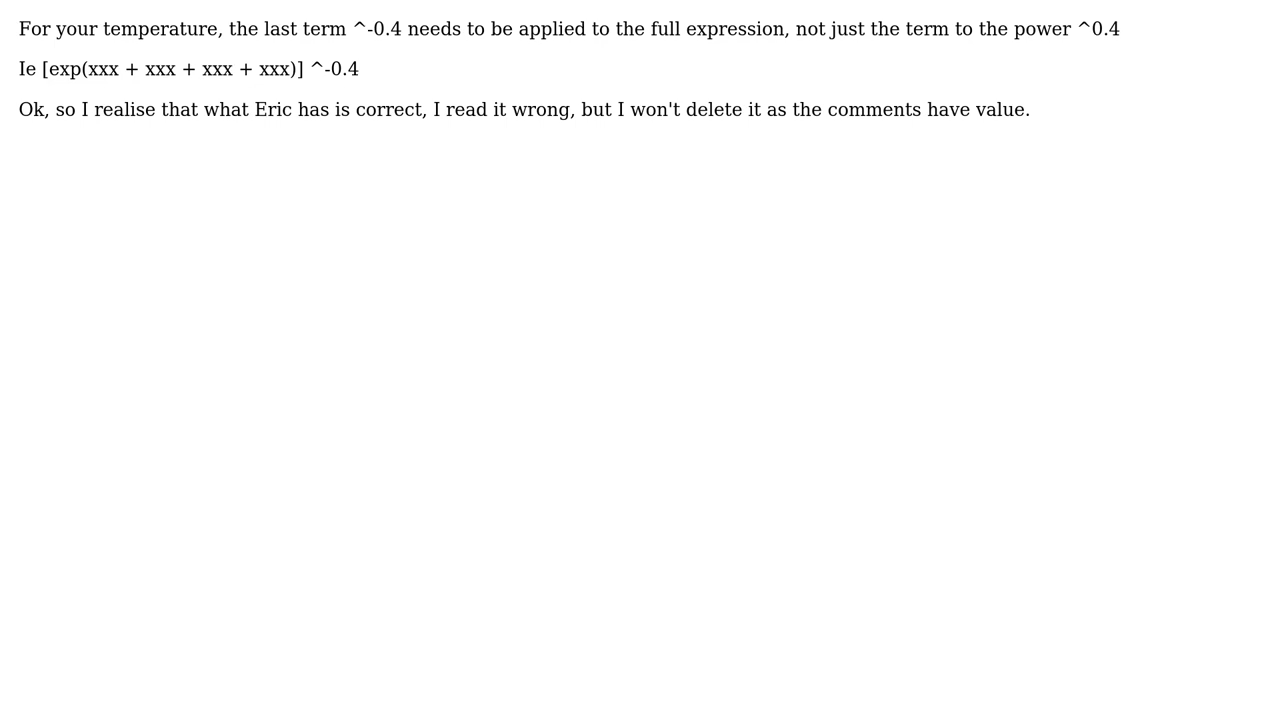 For your temperature, the last term ^-0.4 needs to be applied to the full expression, not just the term to the power ^0.4
Ie [exp(xxx + xxx + xxx + xxx)] ^-0.4
Ok, so I realise that what Eric has is correct, I read it wrong, but I won't delete it as the comments have value.